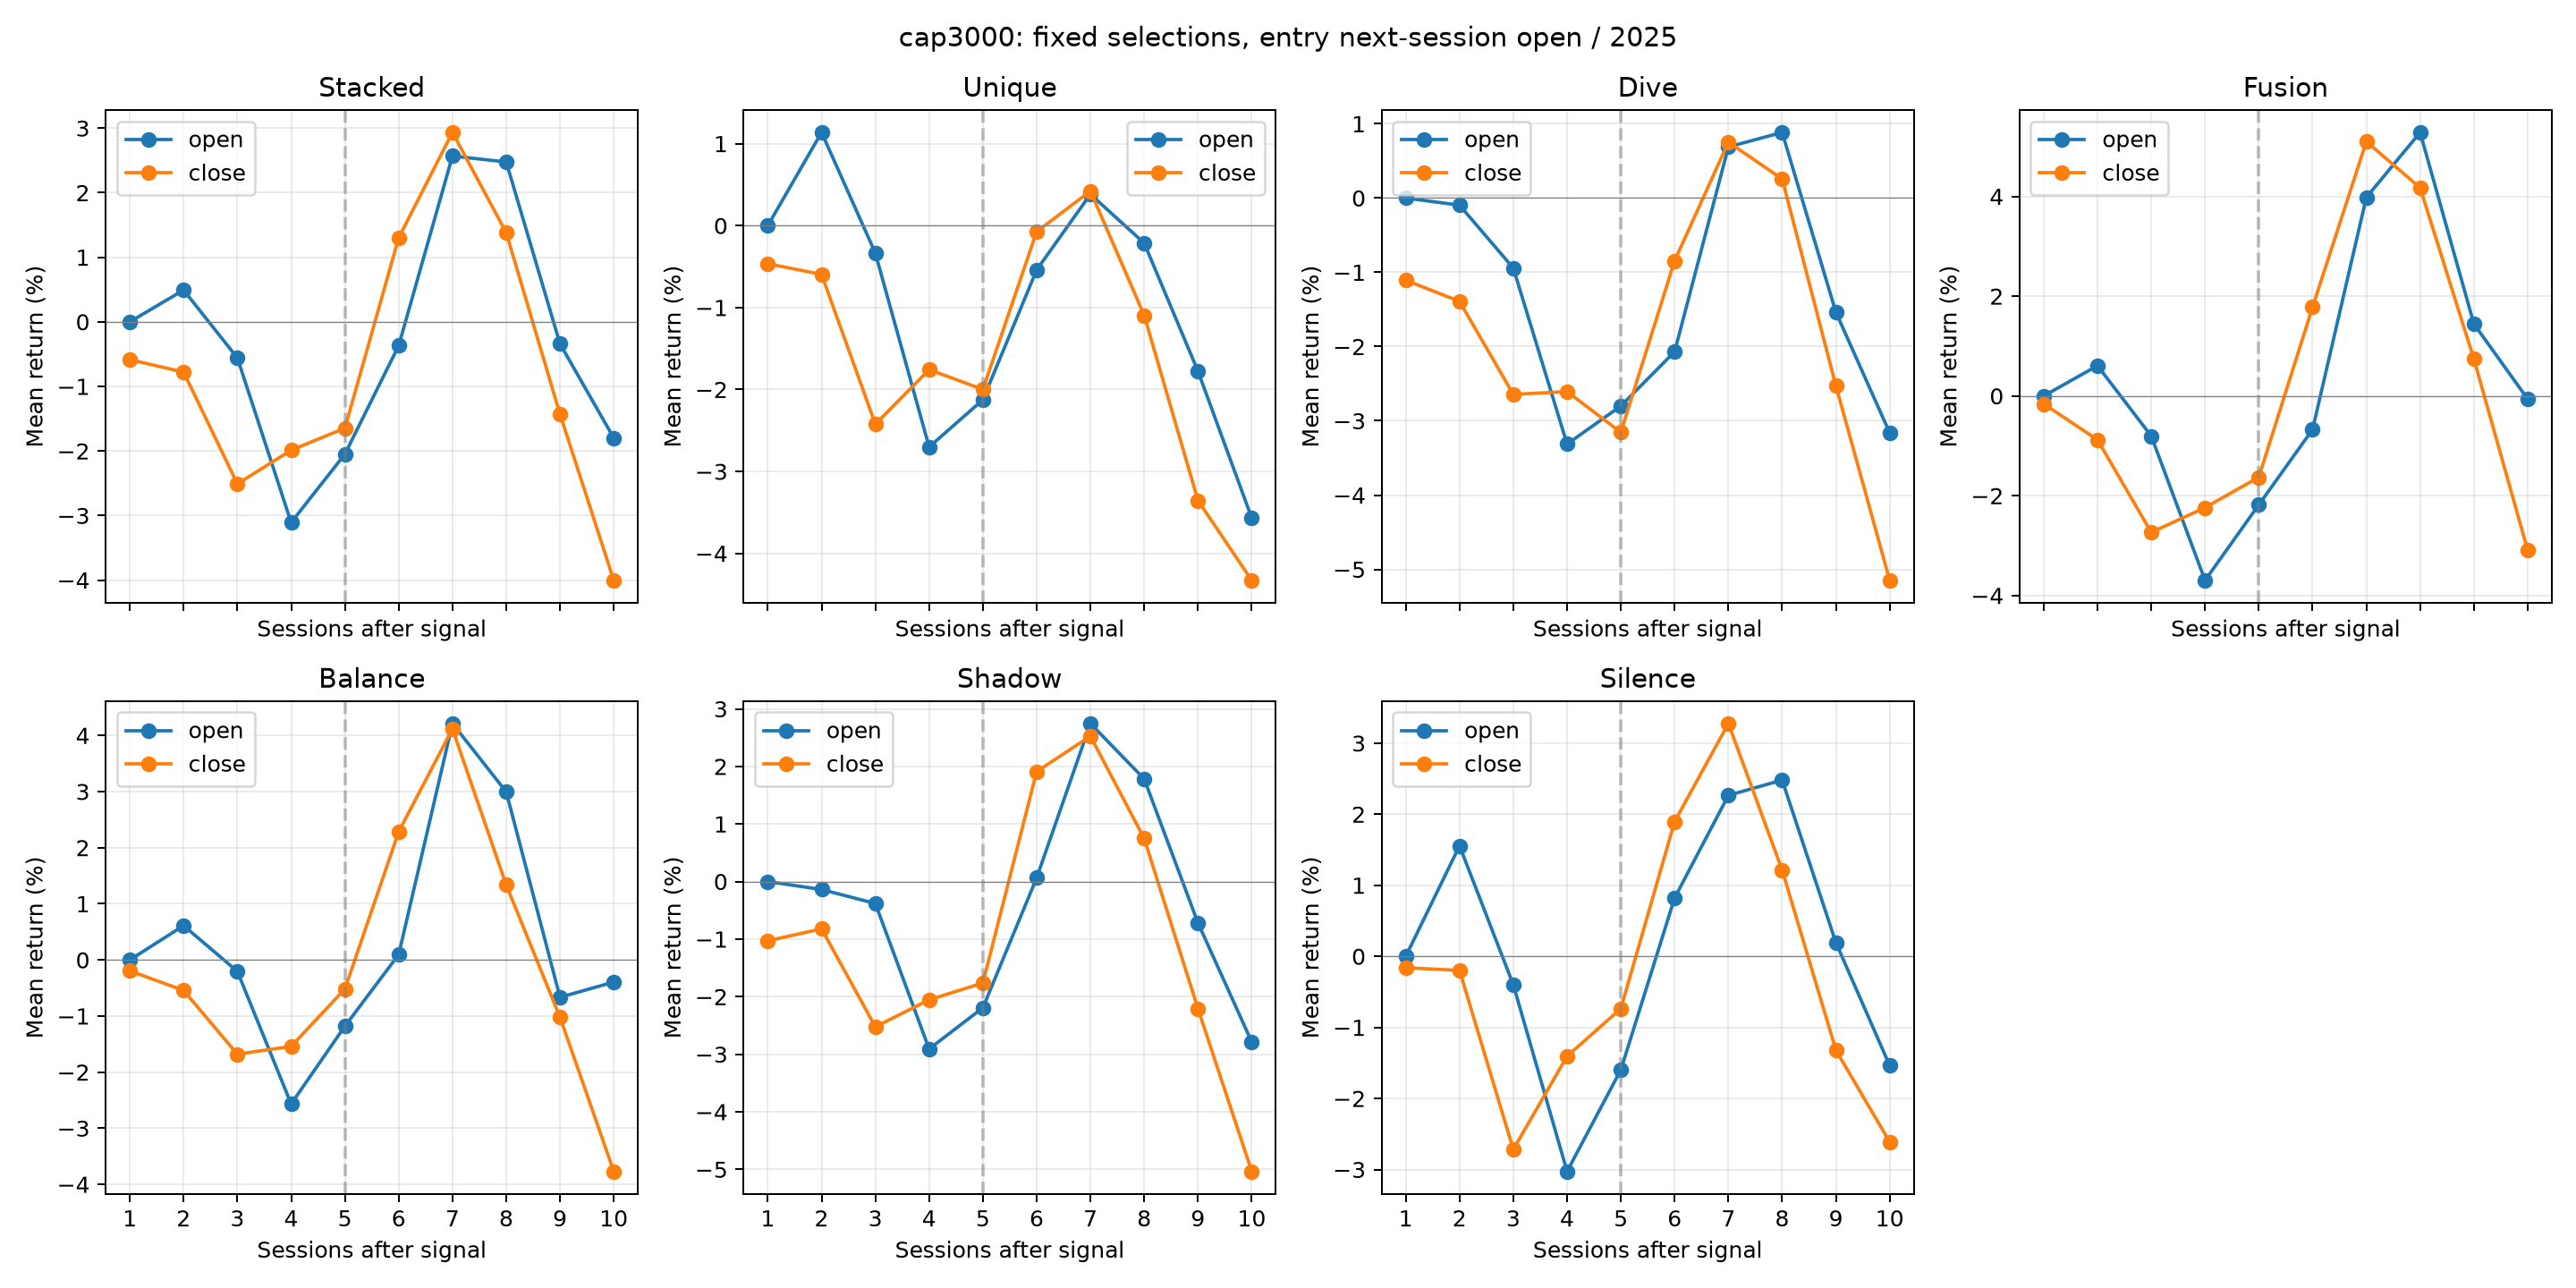 cap3000: fixed selections, entry next-session open / 2025
Stacked
open
close
3
2
1
0
−1
−2
−3
−4
Mean return (%)
Sessions after signal
Unique
open
close
1
0
−1
−2
−3
−4
Mean return (%)
Sessions after signal
Dive
open
close
1
0
−1
−2
−3
−4
−5
Mean return (%)
Sessions after signal
Fusion
open
close
4
2
0
−2
−4
Mean return (%)
Sessions after signal
Balance
open
close
4
3
2
1
0
−1
−2
−3
−4
Mean return (%)
1 2 3 4 5 6 7 8 9 10
Sessions after signal
Shadow
open
close
3
2
1
0
−1
−2
−3
−4
−5
Mean return (%)
1 2 3 4 5 6 7 8 9 10
Sessions after signal
Silence
open
close
3
2
1
0
−1
−2
−3
Mean return (%)
1 2 3 4 5 6 7 8 9 10
Sessions after signal